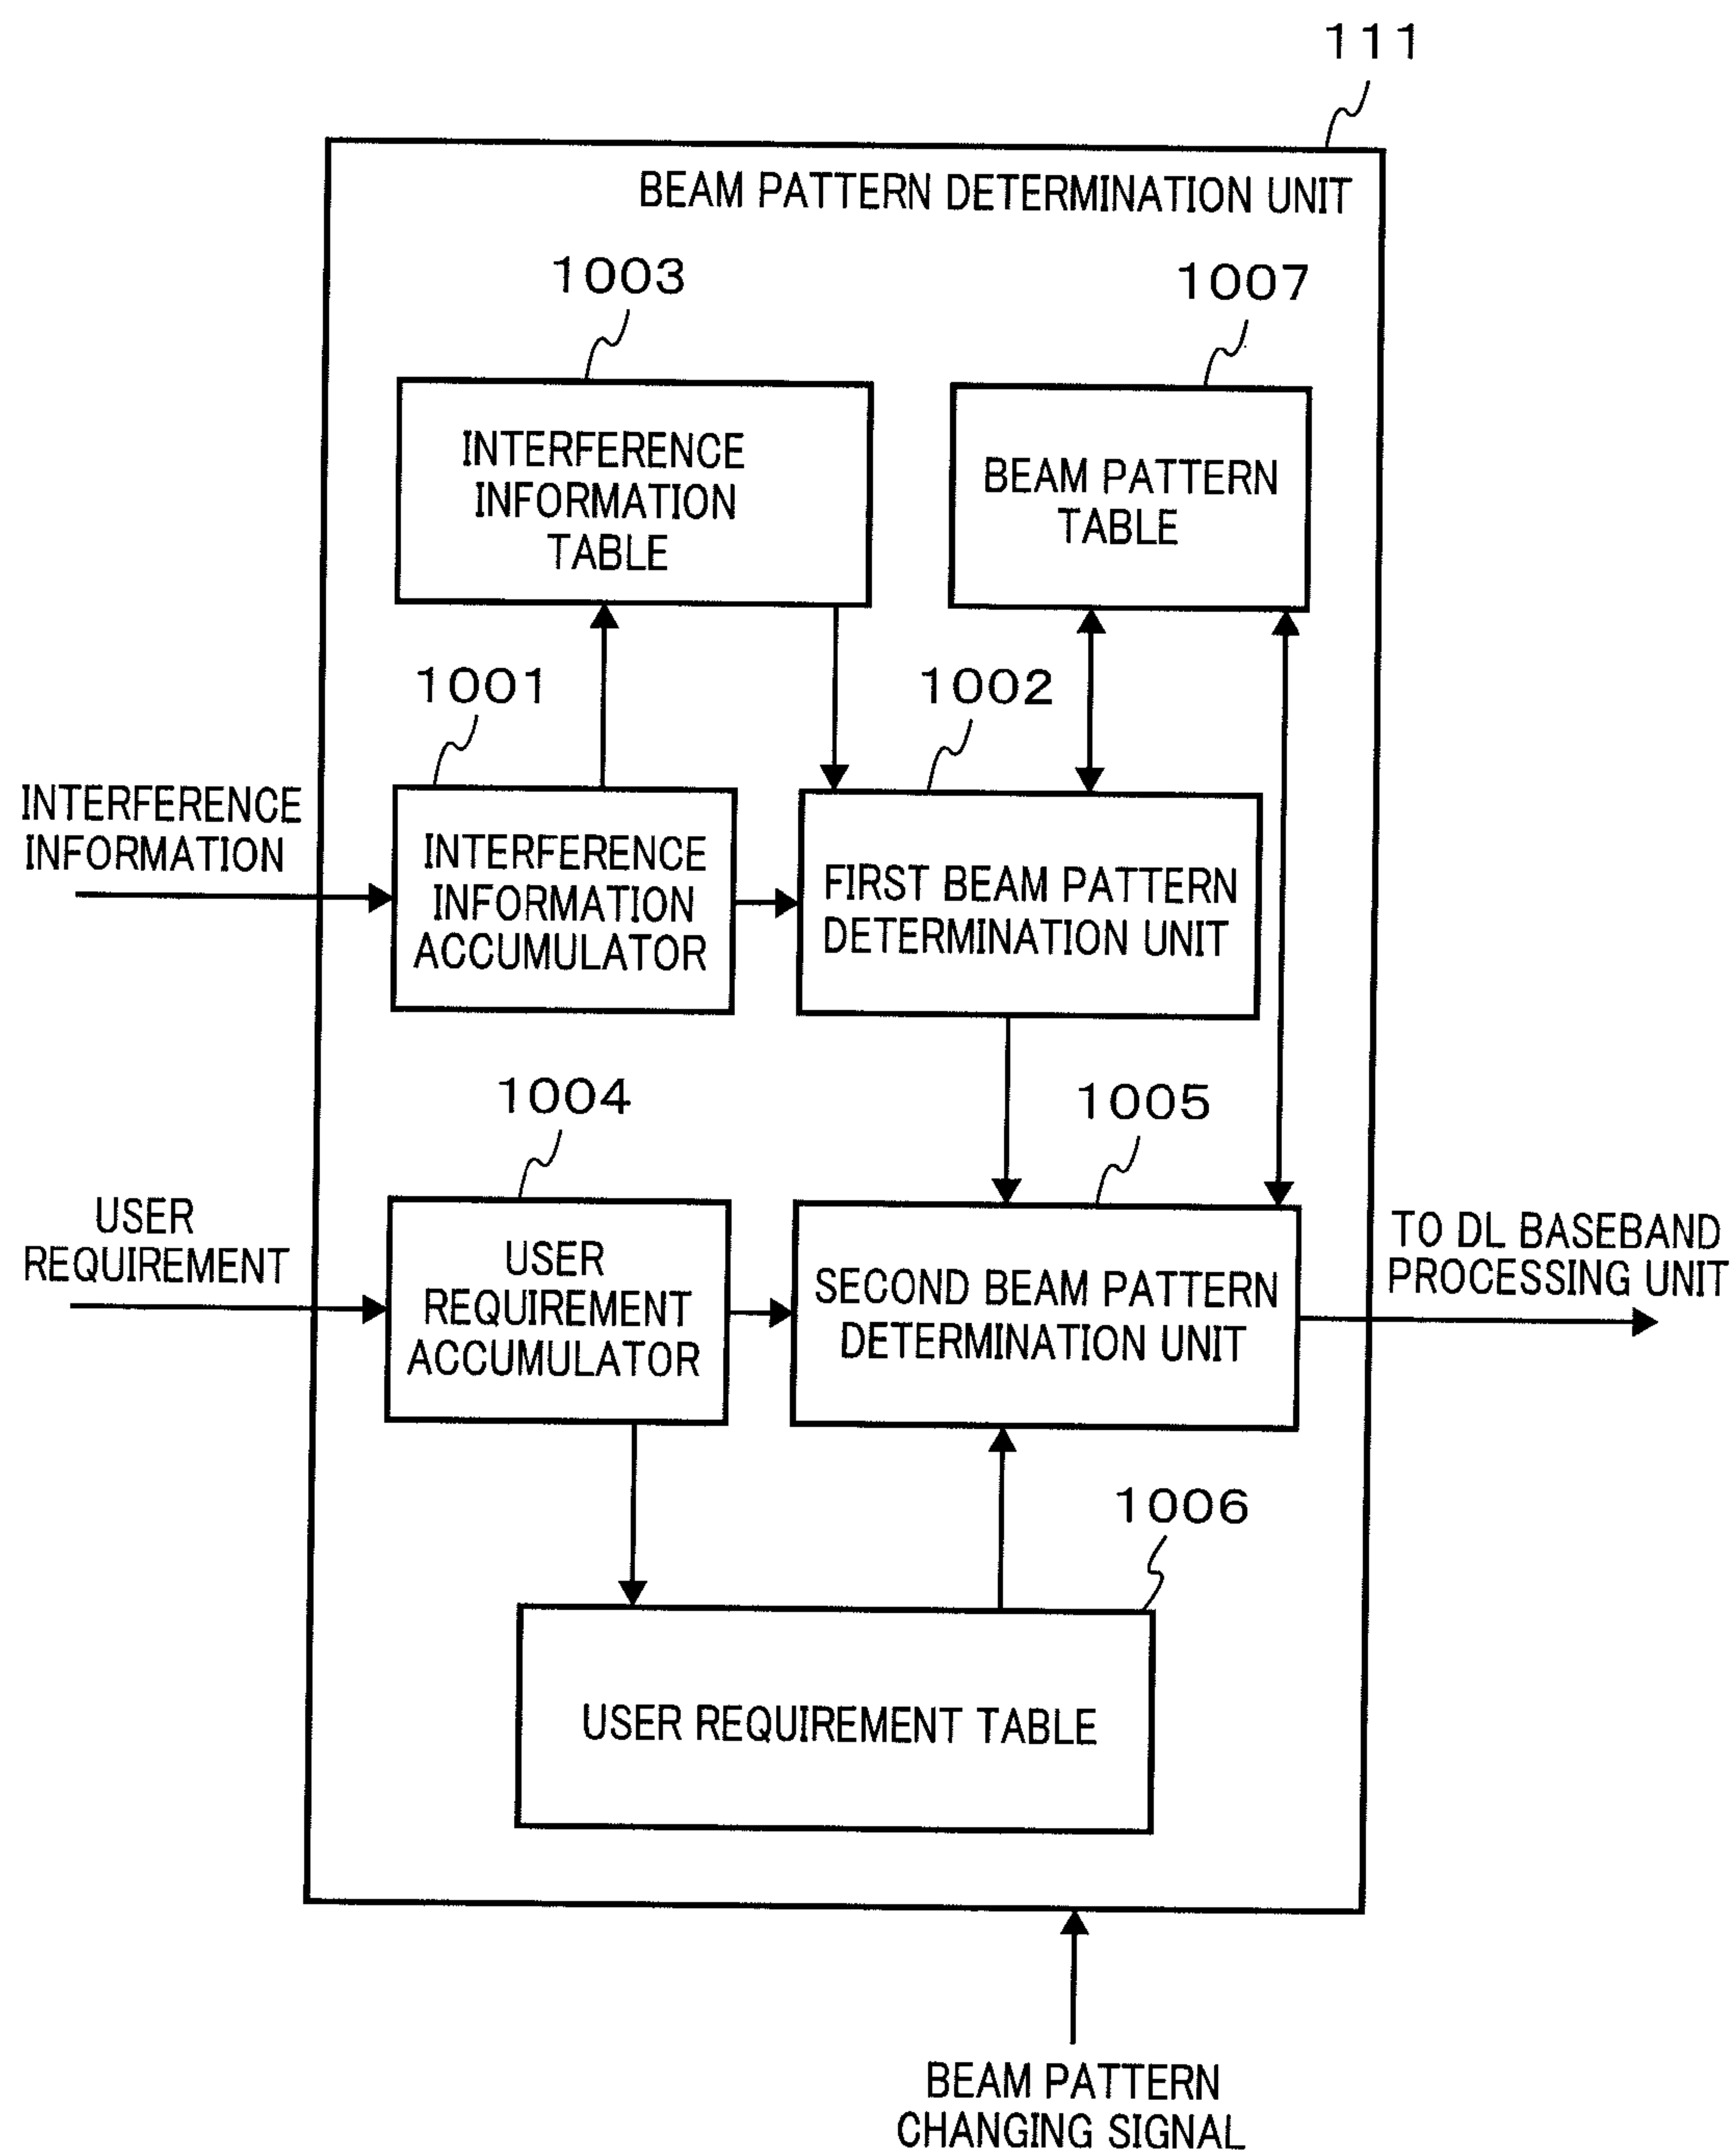 111
BEAM PATTERN DETERMINATION UNIT
1003
1007
INTERFERENCE
INFORMATION
TABLE
BEAM PATTERN
TABLE
1001
1002
INTERFERENCE
INFORMATION
INTERFERENCE
INFORMATION
ACCUMULATOR
FIRST BEAM PATTERN
DETERMINATION UNIT
1004
1005
USER
REQUIREMENT
USER
REQUIREMENT
ACCUMULATOR
SECOND BEAM PATTERN
DETERMINATION UNIT
TO DL BASEBAND
PROCESSING UNIT
1006
USER REQUIREMENT TABLE
BEAM PATTERN
CHANGING SIGNAL